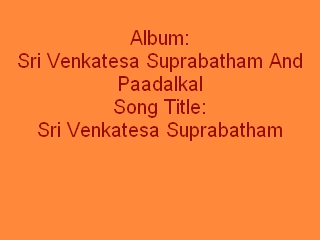 Album:
Sri Venkatesa Suprabatham And
Paadalkal
Song Title:
Sri Venkatesa Suprabatham